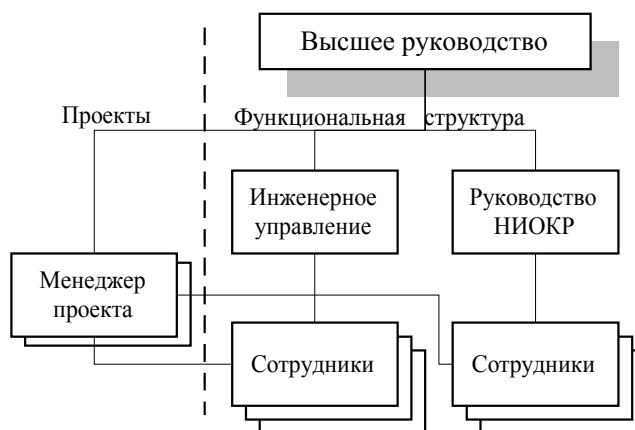 Высшее руководство
Проекты
Функциональная структура
Инженерное
управление
Руководство
НИОКР
Менеджер
проекта
Сотрудники
Сотрудники